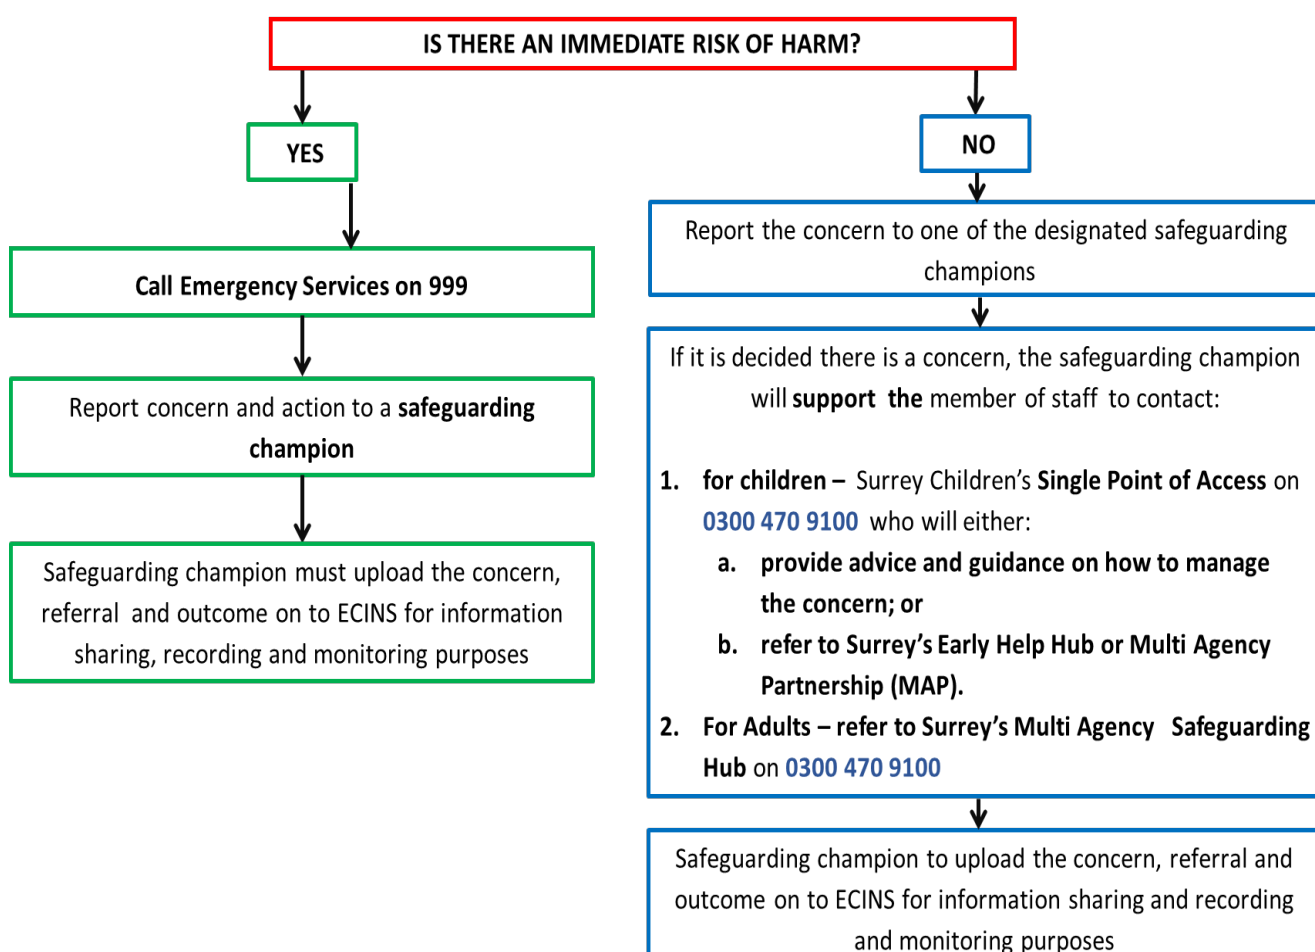 IS THERE AN IMMEDIATE RISK OF HARM?
YES
Call Emergency Services on 999
Report concern and action to a safeguarding
champion
Safeguarding champion must upload the concern,
referral and outcome on to ECINS for information
sharing, recording and monitoring purposes
NO
Report the concern to one of the designated safeguarding
champions
If it is decided there is a concern, the safeguarding champion
will support the member of staff to contact:
1. for children – Surrey Children's Single Point of Access on
0300 470 9100 who will either:
a. provide advice and guidance on how to manage
the concern; or
b. refer to Surrey's Early Help Hub or Multi Agency
Partnership (MAP).
2. For Adults – refer to Surrey's Multi Agency Safeguarding
Hub on 0300 470 9100
Safeguarding champion to upload the concern, referral and
outcome on to ECINS for information sharing and recording
and monitoring purposes